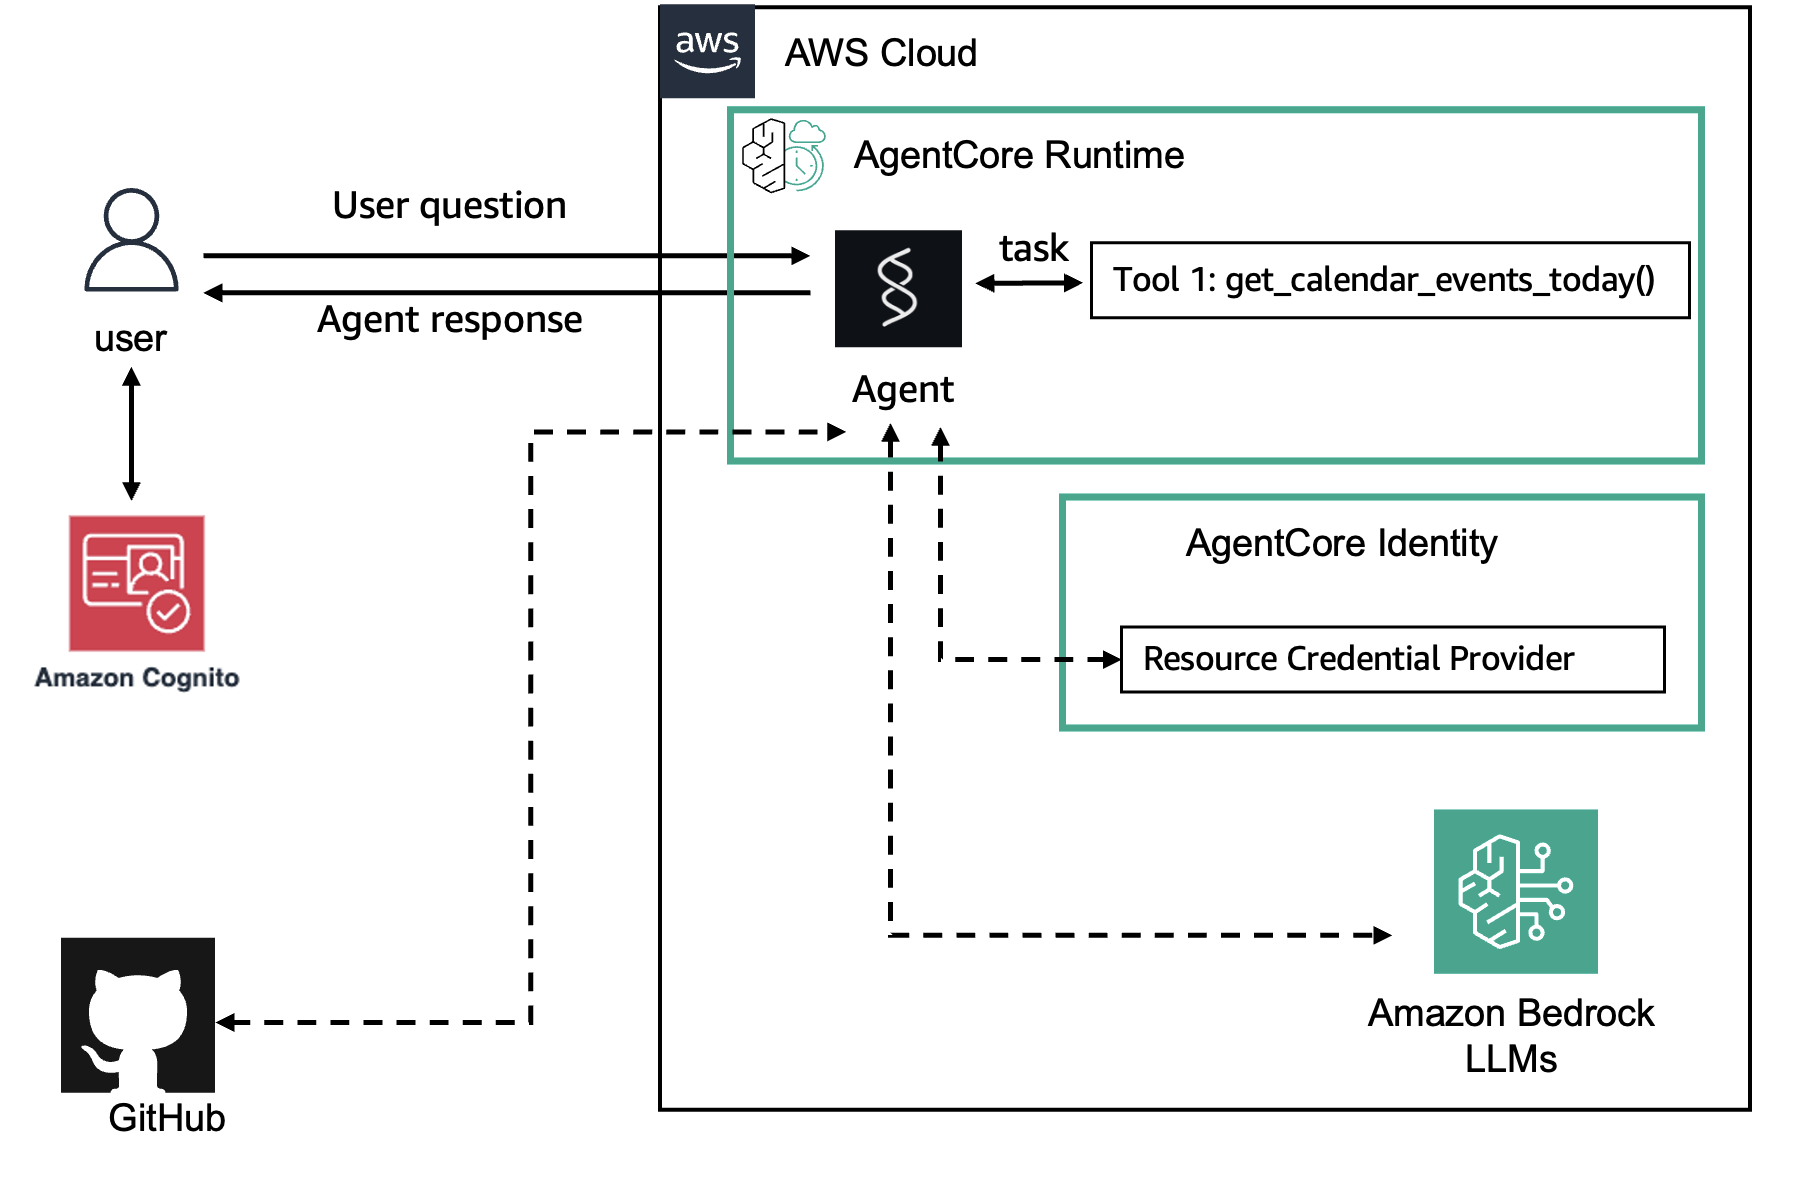 aws
AWS Cloud
AgentCore Runtime
User question
task
Tool 1: get_calendar_events_today()
Agent response
user
Agent
AgentCore Identity
Resource Credential Provider
Amazon Cognito
Amazon Bedrock
LLMs
GitHub